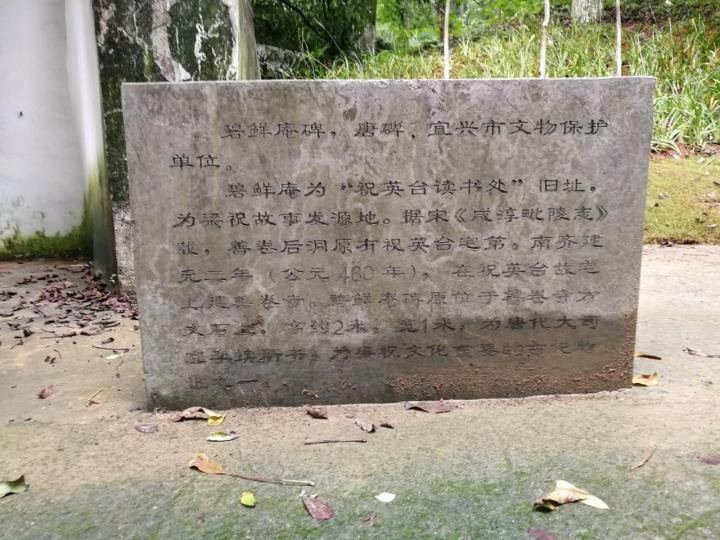 碧鲜庵碑，唐碑，宜兴市文物保护
单位。
碧鲜庵为“祝英台读书处”旧址，
为梁祝故事发源地。据宋《咸淳毗陵志》
载，善卷后洞原有祝英台宅第。南齐建
元二年（公元480年），在祝英台故宅
上建善卷寺。碧鲜庵碑原位于善卷寺方
丈石上，高约2米，宽1米，为唐代大司
空李蠙所书，为梁祝文化
证之一。